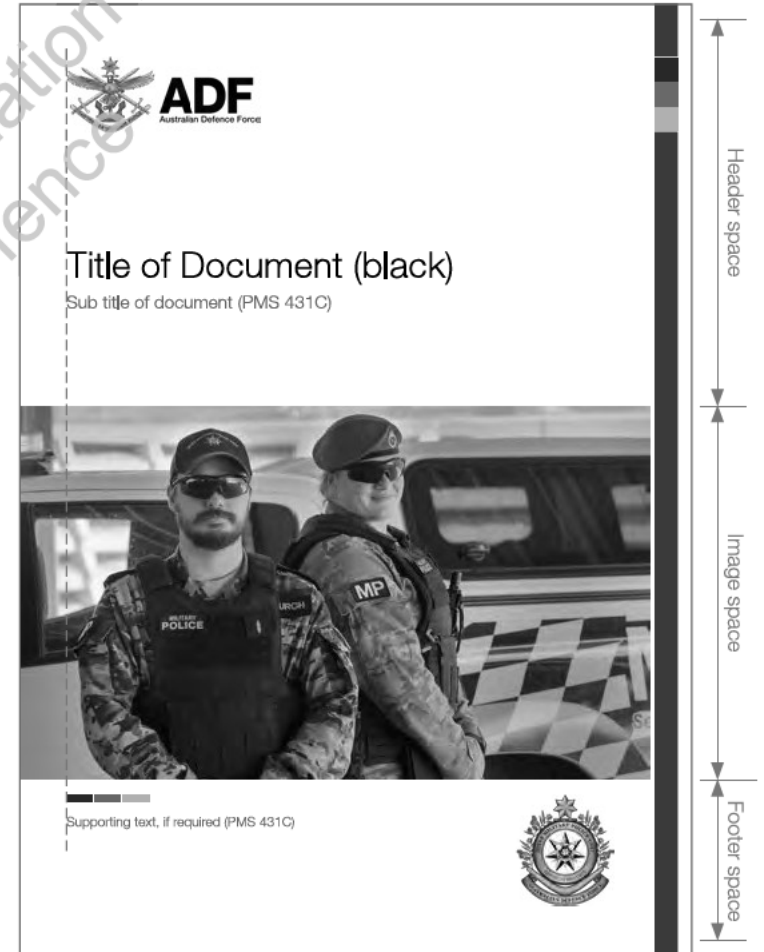 ADF
Australian Defence Force
Title of Document (black)
Sub title of document (PMS 431C)
Header space
MILITARY
POLICE
URGH
MP
Image space
Supporting text, if required (PMS 431C)
Footer space